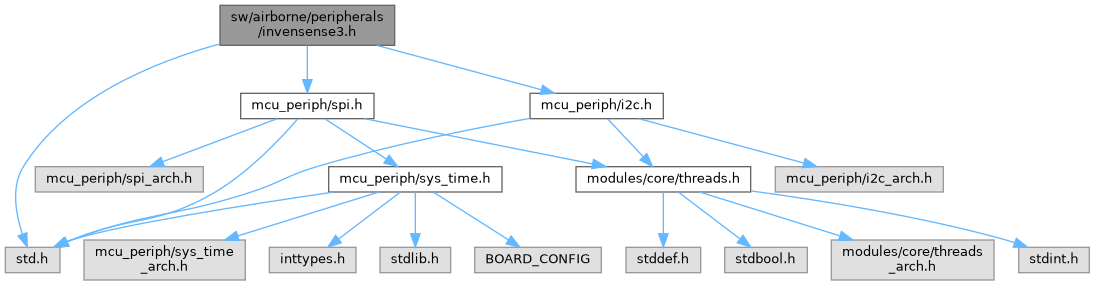 sw/airborne/peripherals
/invensense3.h
mcu_periph/spi.h
mcu_periph/i2c.h
mcu_periph/spi_arch.h
mcu_periph/sys_time.h
modules/core/threads.h
mcu_periph/i2c_arch.h
std.h
mcu_periph/sys_time
_arch.h
inttypes.h
stdlib.h
BOARD_CONFIG
stddef.h
stdbool.h
modules/core/threads
_arch.h
stdint.h